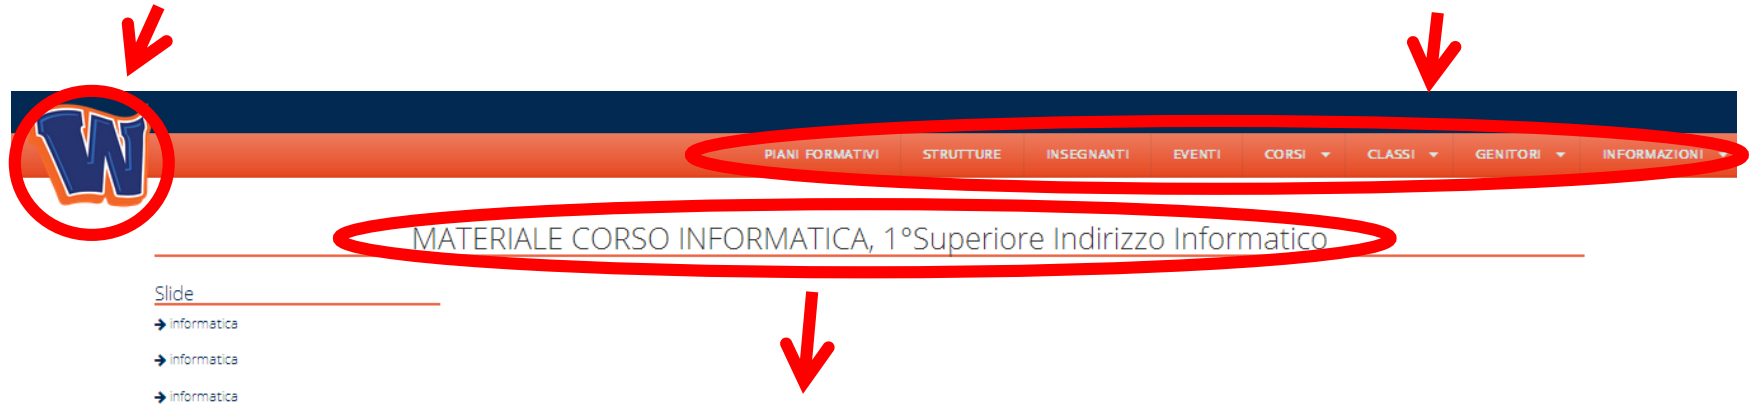 W
PIANI FORMATIVI STRUTTURE INSEGNANTI EVENTI CORSI CLASSI GENITORI INFORMAZIONI
MATERIALE CORSO INFORMATICA, 1°Superiore Indirizzo Informatico
Slide
informatica
informatica
informatica